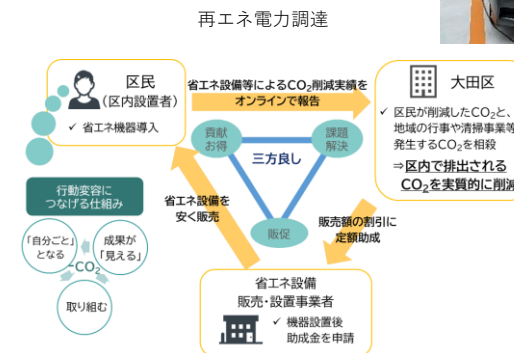 再エネ電力調達
区民
(区内設置者)
✓ 省エネ機器導入
省エネ設備等によるCO₂削減実績を
オンラインで報告
大田区
✓ 区民が削減したCO₂と、
地域の行事や清掃事業等
発生するCO₂を相殺
⇒区内で排出される
CO₂を実質的に削減
貢献
お得
課題
解決
三方良し
販促
行動変容に
つなげる仕組み
「自分ごと」
となる
成果が
「見える」
-CO₂
取り組む
省エネ設備を
安く販売
販売額の割引に
定額助成
省エネ設備
販売・設置事業者
✓ 機器設置後
助成金を申請